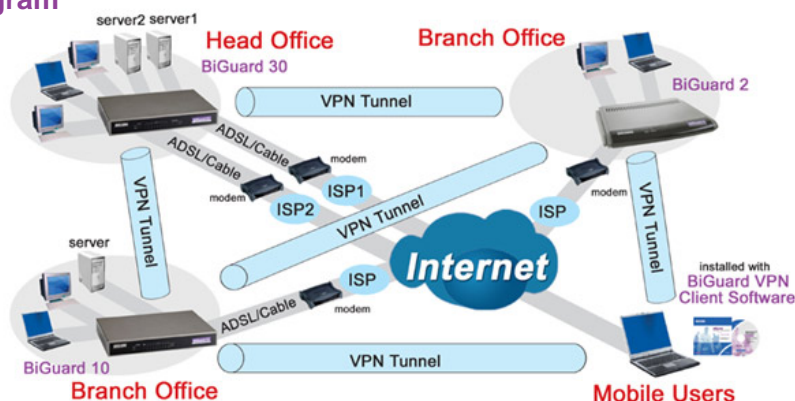 gram
server2 server1
Head Office
BiGuard 30
Branch Office
BiGuard 2
VPN Tunnel
ADSL/Cable
modem
ISP1
ADSL/Cable
modem
ISP2
VPN Tunnel
VPN Tunnel
modem
ISP
VPN Tunnel
Internet
server
ISP
modem
ADSL/Cable
BiGuard 10
Branch Office
VPN Tunnel
installed with
BiGuard VPN
Client Software
Mobile Users